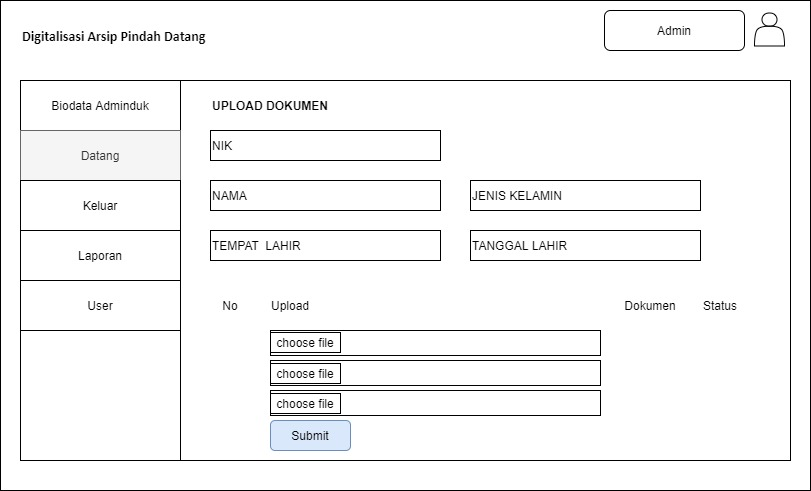 Digitalisasi Arsip Pindah Datang
Admin
Biodata Adminduk
Datang
Keluar
Laporan
User
UPLOAD DOKUMEN
NIK
NAMA
JENIS KELAMIN
TEMPAT LAHIR
TANGGAL LAHIR
No Upload Dokumen Status
choose file
choose file
choose file
Submit